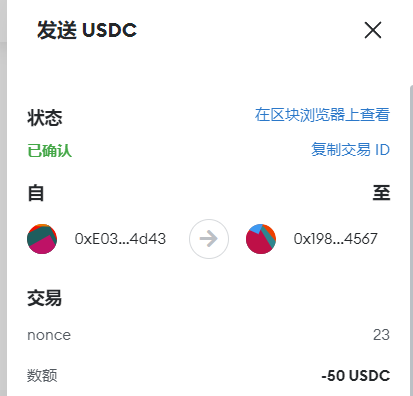 发送 USDC
状态 在区块浏览器上查看
已确认 复制交易 ID
自 至
0xE03...4d43 0x198...4567
交易
nonce 23
数额 -50 USDC